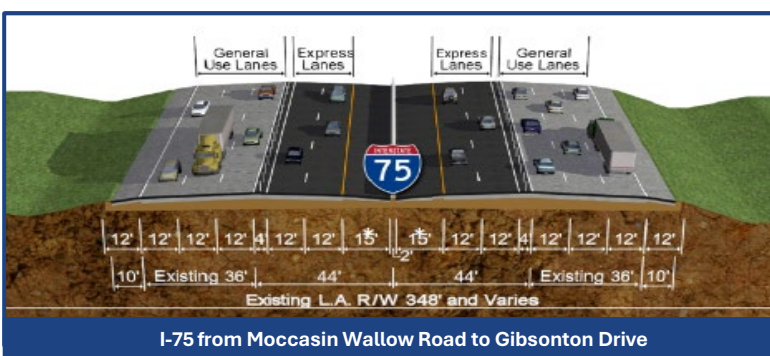 General Express Express General
Use Lanes Lanes Lanes Use Lanes
INTERSTATE
75
12' 12' 12' 12' 4' 12' 12' 15' * 15' * 12' 12' 4' 12' 12' 12' 12'
2'
10' Existing 36' 44' 44' Existing 36' 10'
Existing L.A. R/W 348' and Varies
I-75 from Moccasin Wallow Road to Gibsonton Drive